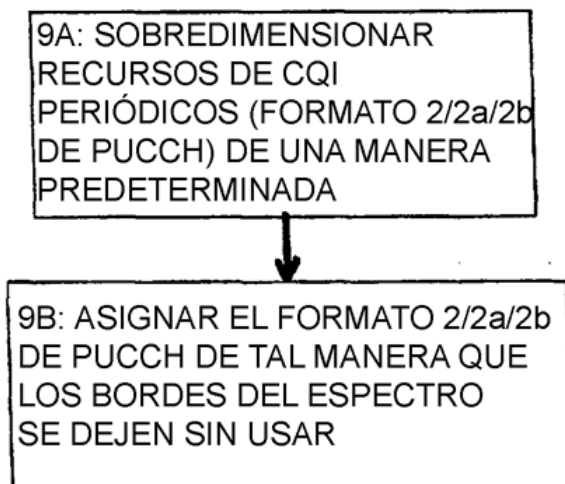 9A: SOBREDIMENSIONAR
RECURSOS DE CQI
PERIÓDICOS (FORMATO 2/2a/2b
DE PUCCH) DE UNA MANERA
PREDETERMINADA
9B: ASIGNAR EL FORMATO 2/2a/2b
DE PUCCH DE TAL MANERA QUE
LOS BORDES DEL ESPECTRO
SE DEJEN SIN USAR